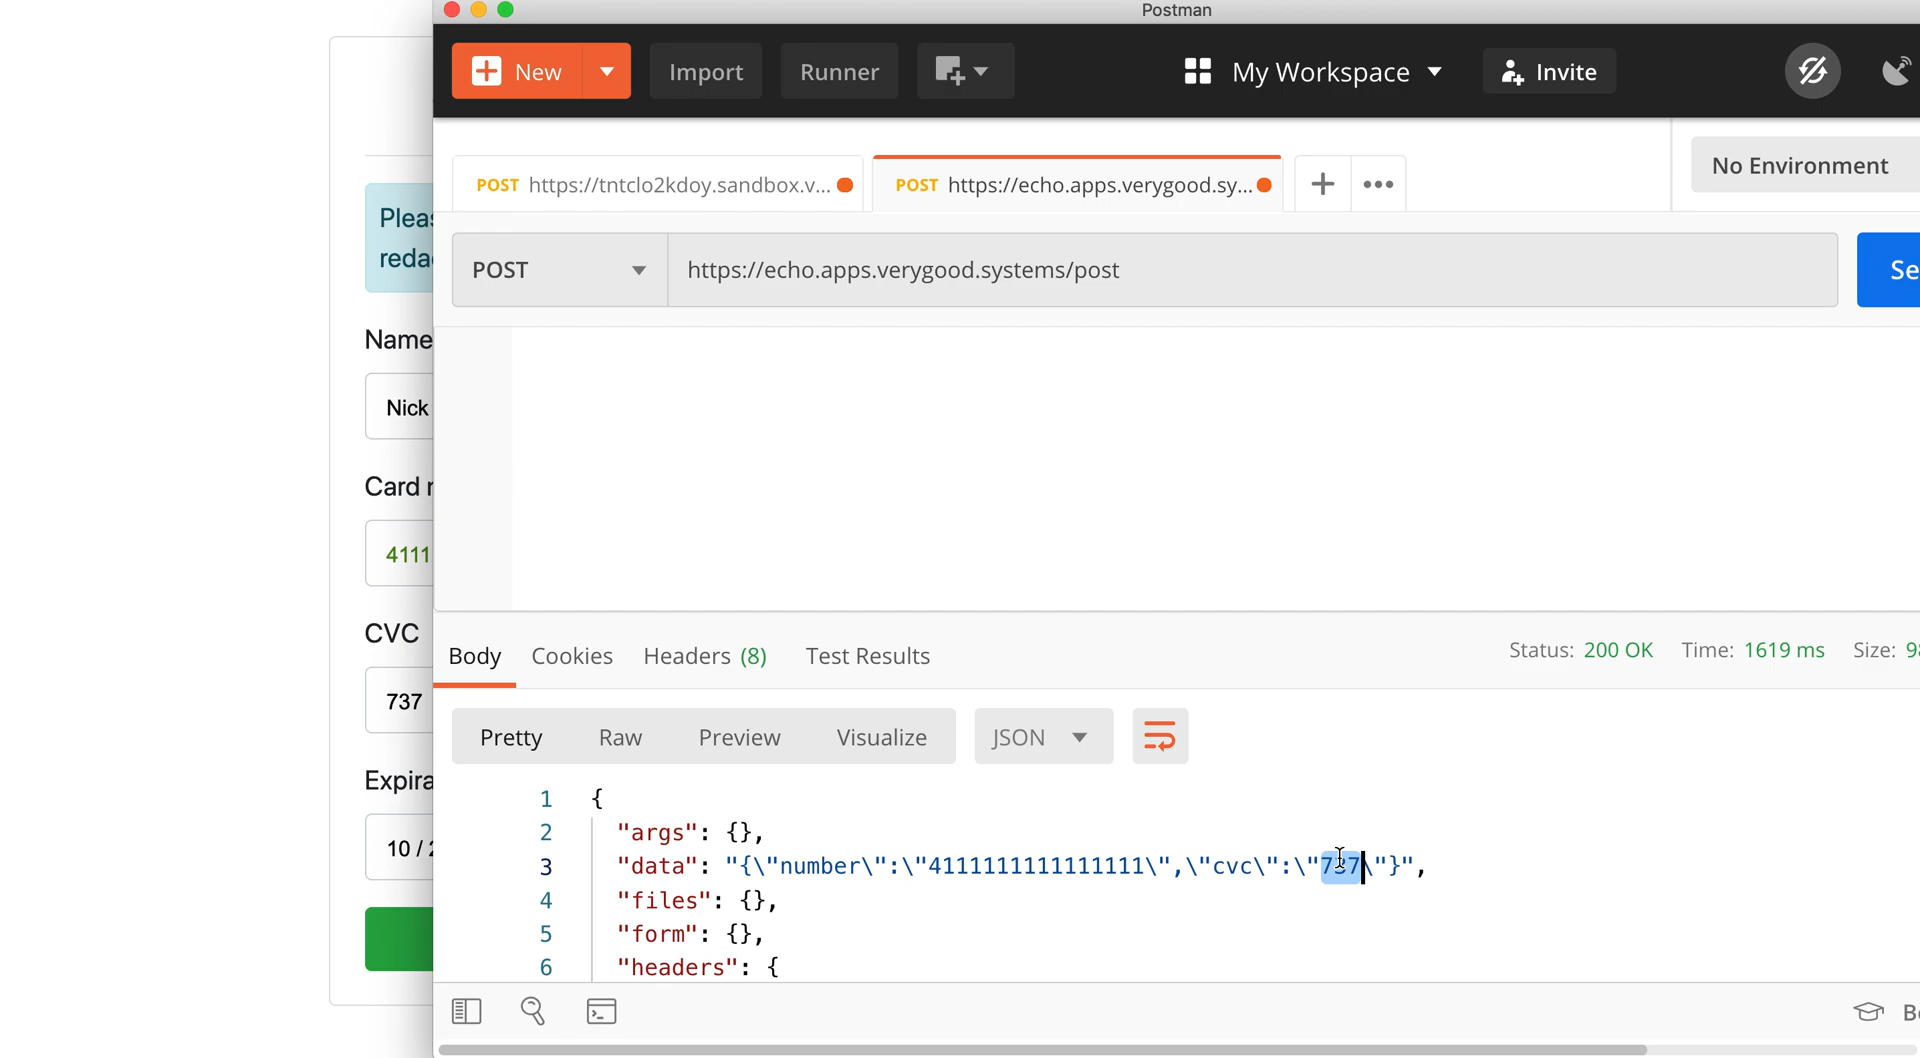 Postman
New
Import
Runner
My Workspace
Invite
POST https://tntclo2kdoy.sandbox.v...
POST https://echo.apps.verygood.sy...
No Environment
POST
https://echo.apps.verygood.systems/post
Se
Pleas
reda
Name
Nick
Card r
4111
CVC
737
Expira
10 / 2
Body
Cookies
Headers (8)
Test Results
Status: 200 OK
Time: 1619 ms
Size: 98
Pretty
Raw
Preview
Visualize
JSON
1 {
2 "args": {},
3 "data": "{\"number\":\"4111111111111111\",\"cvc\":\"737\"}",
4 "files": {},
5 "form": {},
6 "headers": {